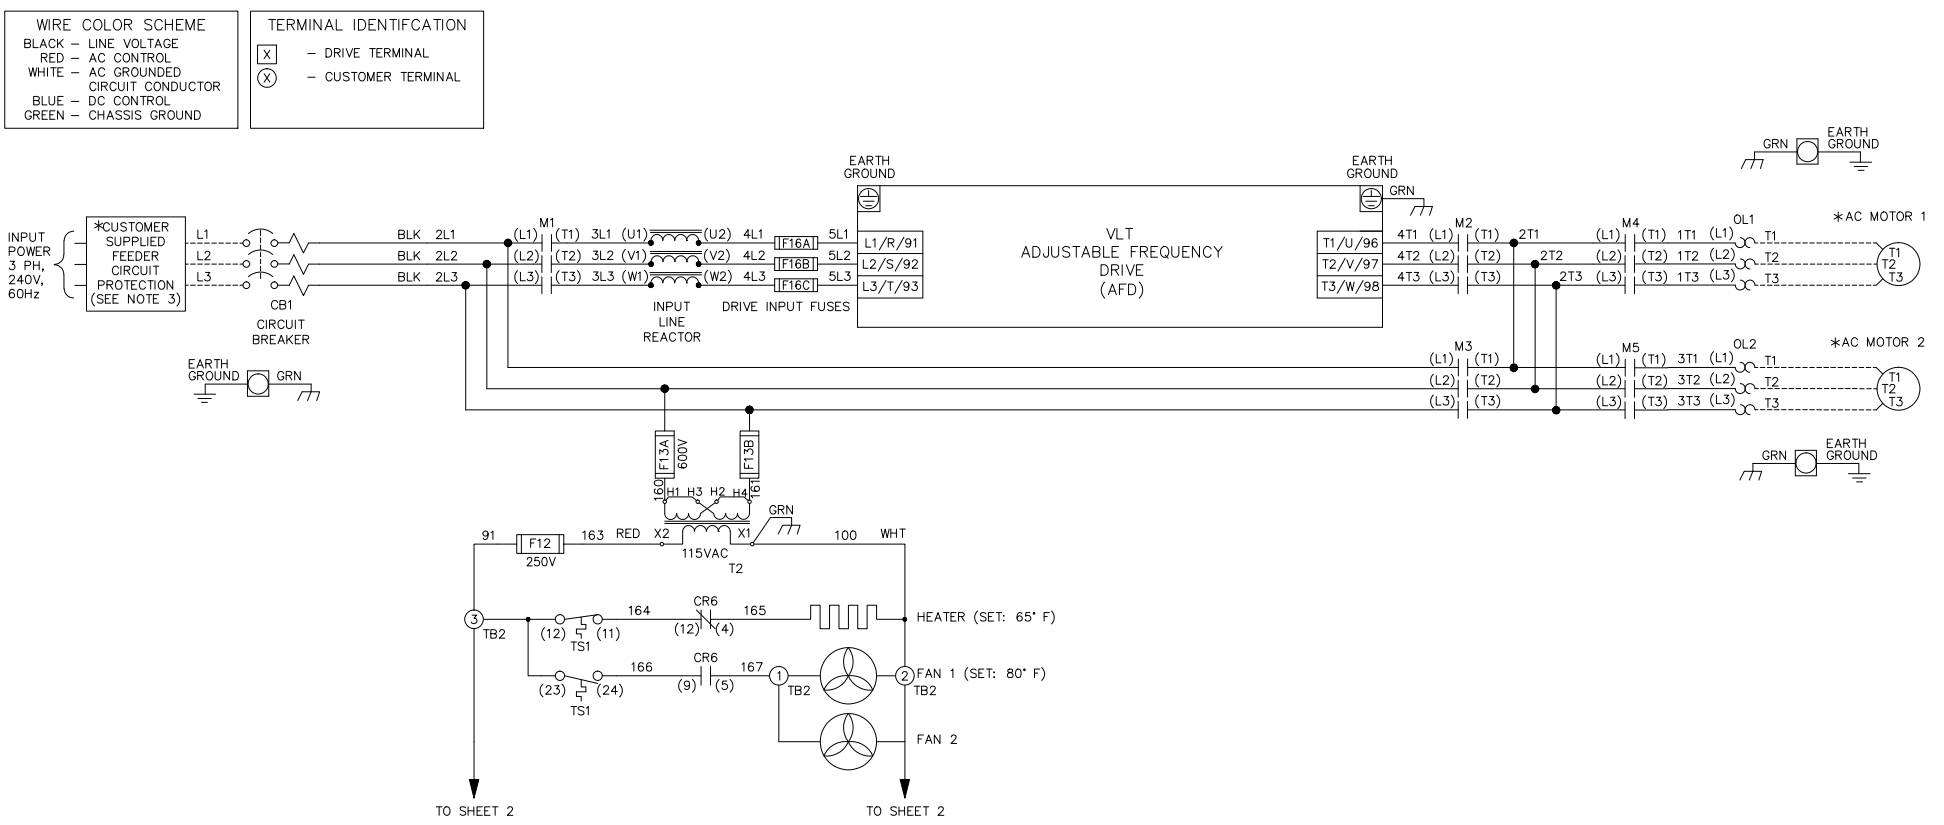 WIRE COLOR SCHEME
BLACK – LINE VOLTAGE
RED – AC CONTROL
WHITE – AC GROUNDED
CIRCUIT CONDUCTOR
BLUE – DC CONTROL
GREEN – CHASSIS GROUND
TERMINAL IDENTIFCATION
X – DRIVE TERMINAL
X – CUSTOMER TERMINAL
INPUT
POWER
3 PH,
240V,
60Hz
*CUSTOMER
SUPPLIED
FEEDER
CIRCUIT
PROTECTION
(SEE NOTE 3)
L1
L2
L3
CB1
CIRCUIT
BREAKER
EARTH
GROUND
GRN
BLK 2L1
BLK 2L2
BLK 2L3
M1
(L1) (T1) 3L1 (U1) (U2) 4L1 F16A 5L1
(L2) (T2) 3L2 (V1) (V2) 4L2 F16B 5L2
(L3) (T3) 3L3 (W1) (W2) 4L3 F16C 5L3
INPUT
LINE
REACTOR
DRIVE INPUT FUSES
EARTH
GROUND
L1/R/91
L2/S/92
L3/T/93
VLT
ADJUSTABLE FREQUENCY
DRIVE
(AFD)
EARTH
GROUND
GRN
T1/U/96
T2/V/97
T3/W/98
M2
4T1 (L1) (T1) 2T1
4T2 (L2) (T2) 2T2
4T3 (L3) (T3) 2T3
M4
OL1
(L1) (T1) 1T1 (L1) T1
(L2) (T2) 1T2 (L2) T2
(L3) (T3) 1T3 (L3) T3
GRN
EARTH
GROUND
*AC MOTOR 1
T1
T2
T3
M3
(L1) (T1)
(L2) (T2)
(L3) (T3)
M5
OL2
(L1) (T1) 3T1 (L1) T1
(L2) (T2) 3T2 (L2) T2
(L3) (T3) 3T3 (L3) T3
*AC MOTOR 2
T1
T2
T3
GRN
EARTH
GROUND
F13A
600V
F13B
160
161
H1 H3 H2 H4
GRN
91 F12 163 RED X2 X1 100 WHT
250V
115VAC
T2
3
TB2
(12) (11) 164
TS1
CR6
(12) (4) 165
HEATER (SET: 65° F)
(23) (24) 166
TS1
CR6
(9) (5) 167
1
TB2
2
TB2
FAN 1 (SET: 80° F)
FAN 2
TO SHEET 2
TO SHEET 2